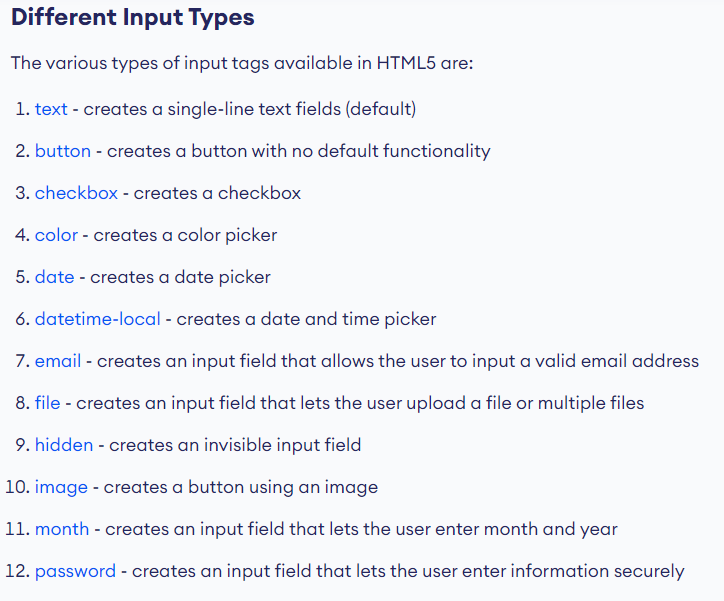 Different Input Types
The various types of input tags available in HTML5 are:
1. text - creates a single-line text fields (default)
2. button - creates a button with no default functionality
3. checkbox - creates a checkbox
4. color - creates a color picker
5. date - creates a date picker
6. datetime-local - creates a date and time picker
7. email - creates an input field that allows the user to input a valid email address
8. file - creates an input field that lets the user upload a file or multiple files
9. hidden - creates an invisible input field
10. image - creates a button using an image
11. month - creates an input field that lets the user enter month and year
12. password - creates an input field that lets the user enter information securely